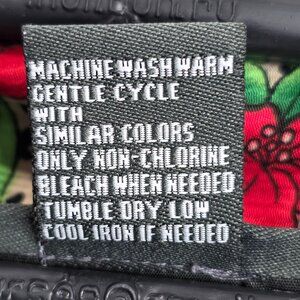 MACHINE WASH WARM
GENTLE CYCLE
WITH
SIMILAR COLORS
ONLY NON-CHLORINE
BLEACH WHEN NEEDED
TUMBLE DRY LOW
COOL IRON IF NEEDED